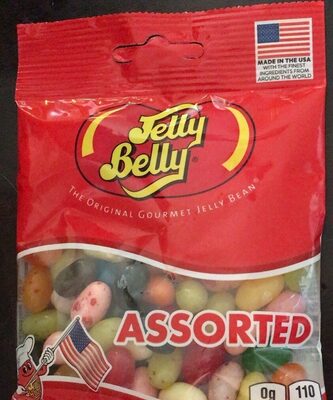 MADE IN THE USA
WITH THE FINEST
INGREDIENTS FROM
AROUND THE WORLD
Jelly
Belly®
THE ORIGINAL GOURMET JELLY BEAN®
ASSORTED
0g 110